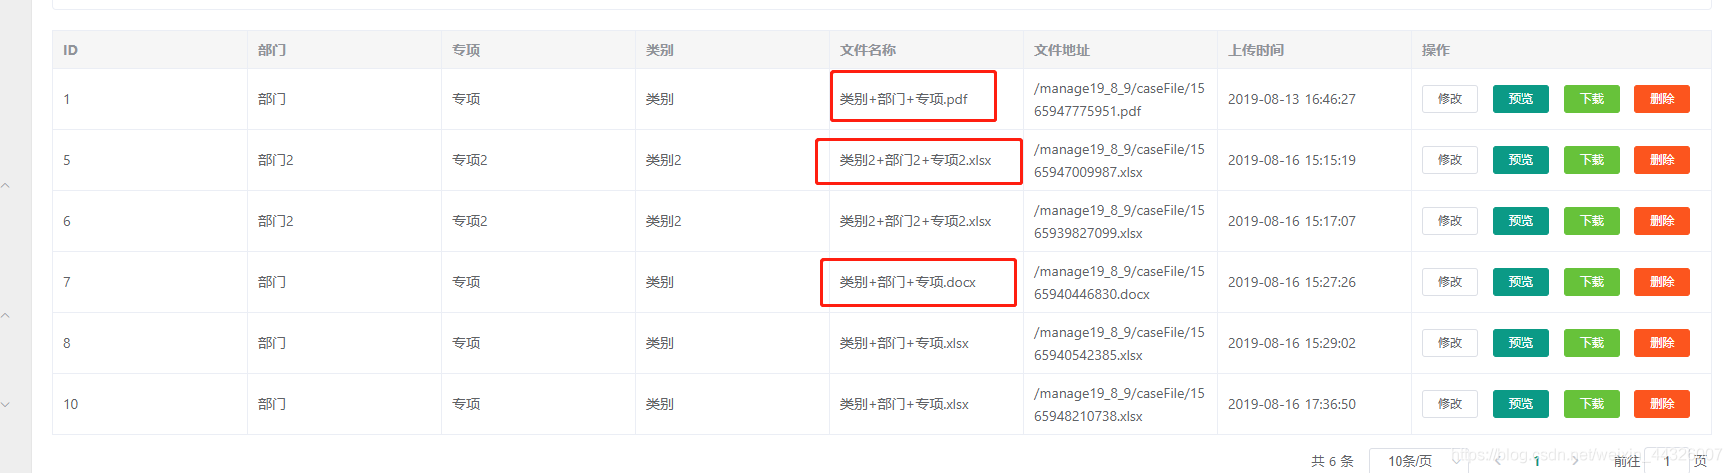 ID 部门 专项 类别 文件名称 文件地址 上传时间 操作
1 部门 专项 类别 类别+部门+专项.pdf /manage19_8_9/caseFile/15 2019-08-13 16:46:27 修改 预览 下载 删除
65947775951.pdf
5 部门2 专项2 类别2 类别2+部门2+专项2.xlsx /manage19_8_9/caseFile/15 2019-08-16 15:15:19 修改 预览 下载 删除
65947009987.xlsx
6 部门2 专项2 类别2 类别2+部门2+专项2.xlsx /manage19_8_9/caseFile/15 2019-08-16 15:17:07 修改 预览 下载 删除
65939827099.xlsx
7 部门 专项 类别 类别+部门+专项.docx /manage19_8_9/caseFile/15 2019-08-16 15:27:26 修改 预览 下载 删除
65940446830.docx
8 部门 专项 类别 类别+部门+专项.xlsx /manage19_8_9/caseFile/15 2019-08-16 15:29:02 修改 预览 下载 删除
65940542385.xlsx
10 部门 专项 类别 类别+部门+专项.xlsx /manage19_8_9/caseFile/15 2019-08-16 17:36:50 修改 预览 下载 删除
65948210738.xlsx
共 6 条 10条/页 1 前往 1 页